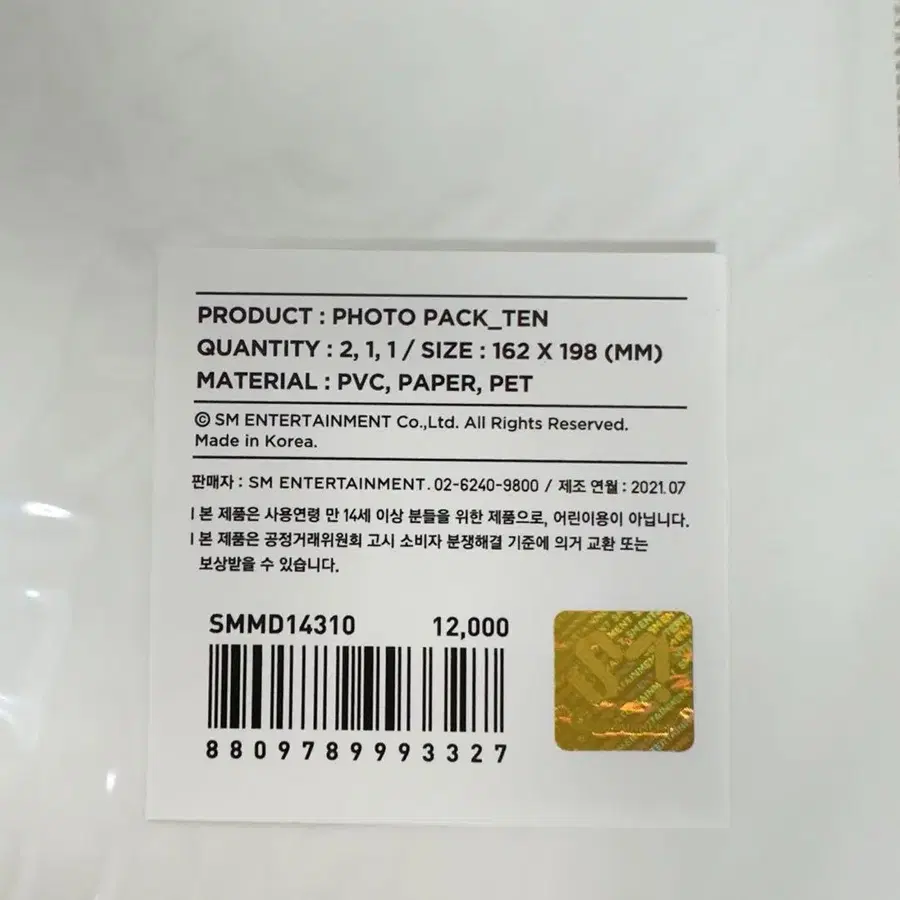 PRODUCT : PHOTO PACK_TEN
QUANTITY : 2, 1, 1 / SIZE : 162 X 198 (MM)
MATERIAL : PVC, PAPER, PET
© SM ENTERTAINMENT Co.,Ltd. All Rights Reserved.
Made in Korea.
판매자 : SM ENTERTAINMENT. 02-6240-9800 / 제조 연월 : 2021.07
l 본 제품은 사용연령 만 14세 이상 분들을 위한 제품으로, 어린이용이 아닙니다.
l 본 제품은 공정거래위원회 고시 소비자 분쟁해결 기준에 의거 교환 또는
보상받을 수 있습니다.
SMMD14310 12,000
8809789993327